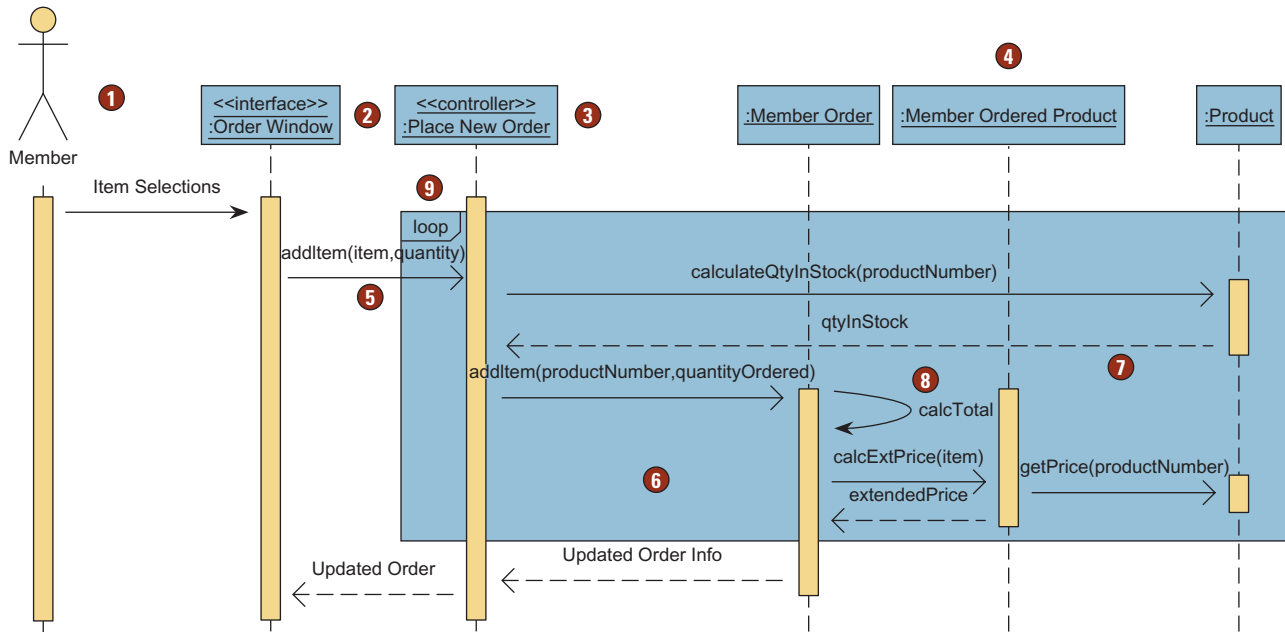 4
1
<<interface>>
:Order Window
2
<<controller>>
:Place New Order
3
:Member Order
:Member Ordered Product
:Product
Member
Item Selections
9
loop
addItem(item,quantity)
5
calculateQtyInStock(productNumber)
qtyInStock
7
addItem(productNumber,quantityOrdered)
8
calcTotal
calcExtPrice(item)
getPrice(productNumber)
6
extendedPrice
Updated Order Info
Updated Order